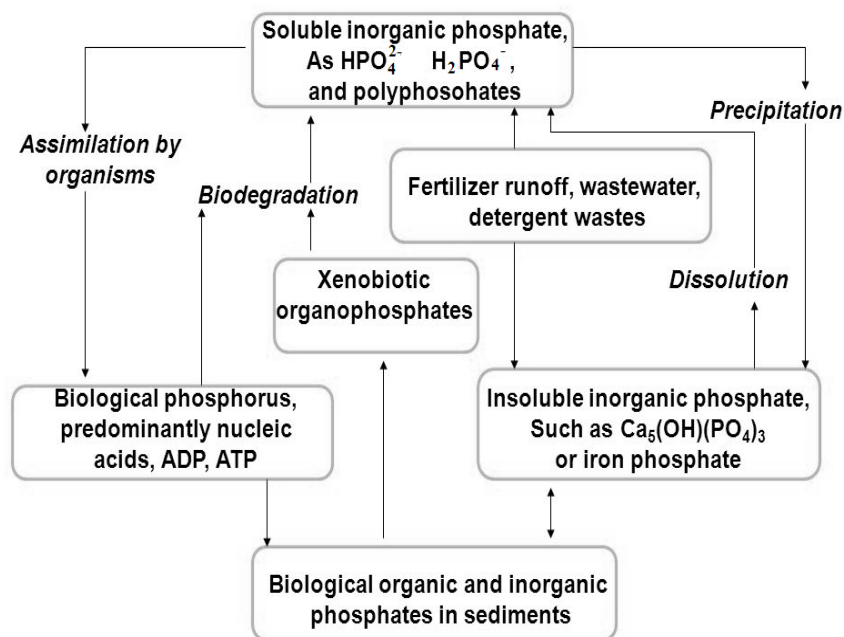 Soluble inorganic phosphate,
As HPO₄²⁻ H₂PO₄⁻,
and polyphosohates
Precipitation
Assimilation by
organisms
Biodegradation
Fertilizer runoff, wastewater,
detergent wastes
Xenobiotic
organophosphates
Dissolution
Biological phosphorus,
predominantly nucleic
acids, ADP, ATP
Insoluble inorganic phosphate,
Such as Ca₅(OH)(PO₄)₃
or iron phosphate
Biological organic and inorganic
phosphates in sediments